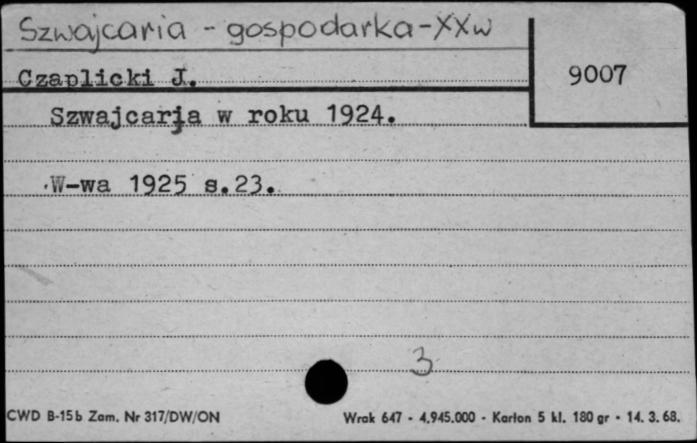 Szwajcaria - gospodarka - XXw
Czaplicki J.
9007
Szwajcarja w roku 1924.
W-wa 1925 s.23.
3
CWD B-15b Zam. Nr 317/DW/ON
Wrak 647 - 4.945.000 - Karton 5 kl. 180 gr - 14. 3. 68.